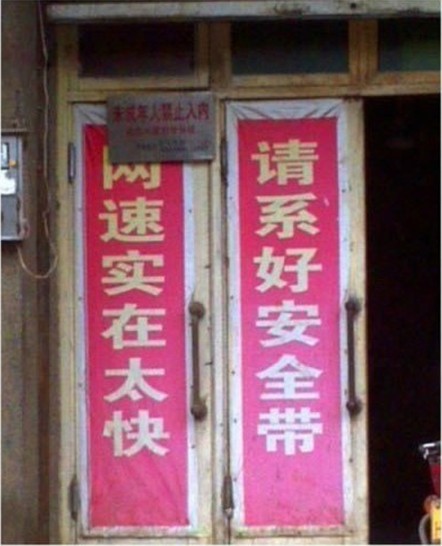 未成年人禁止入内
网速实在太快
请系好安全带